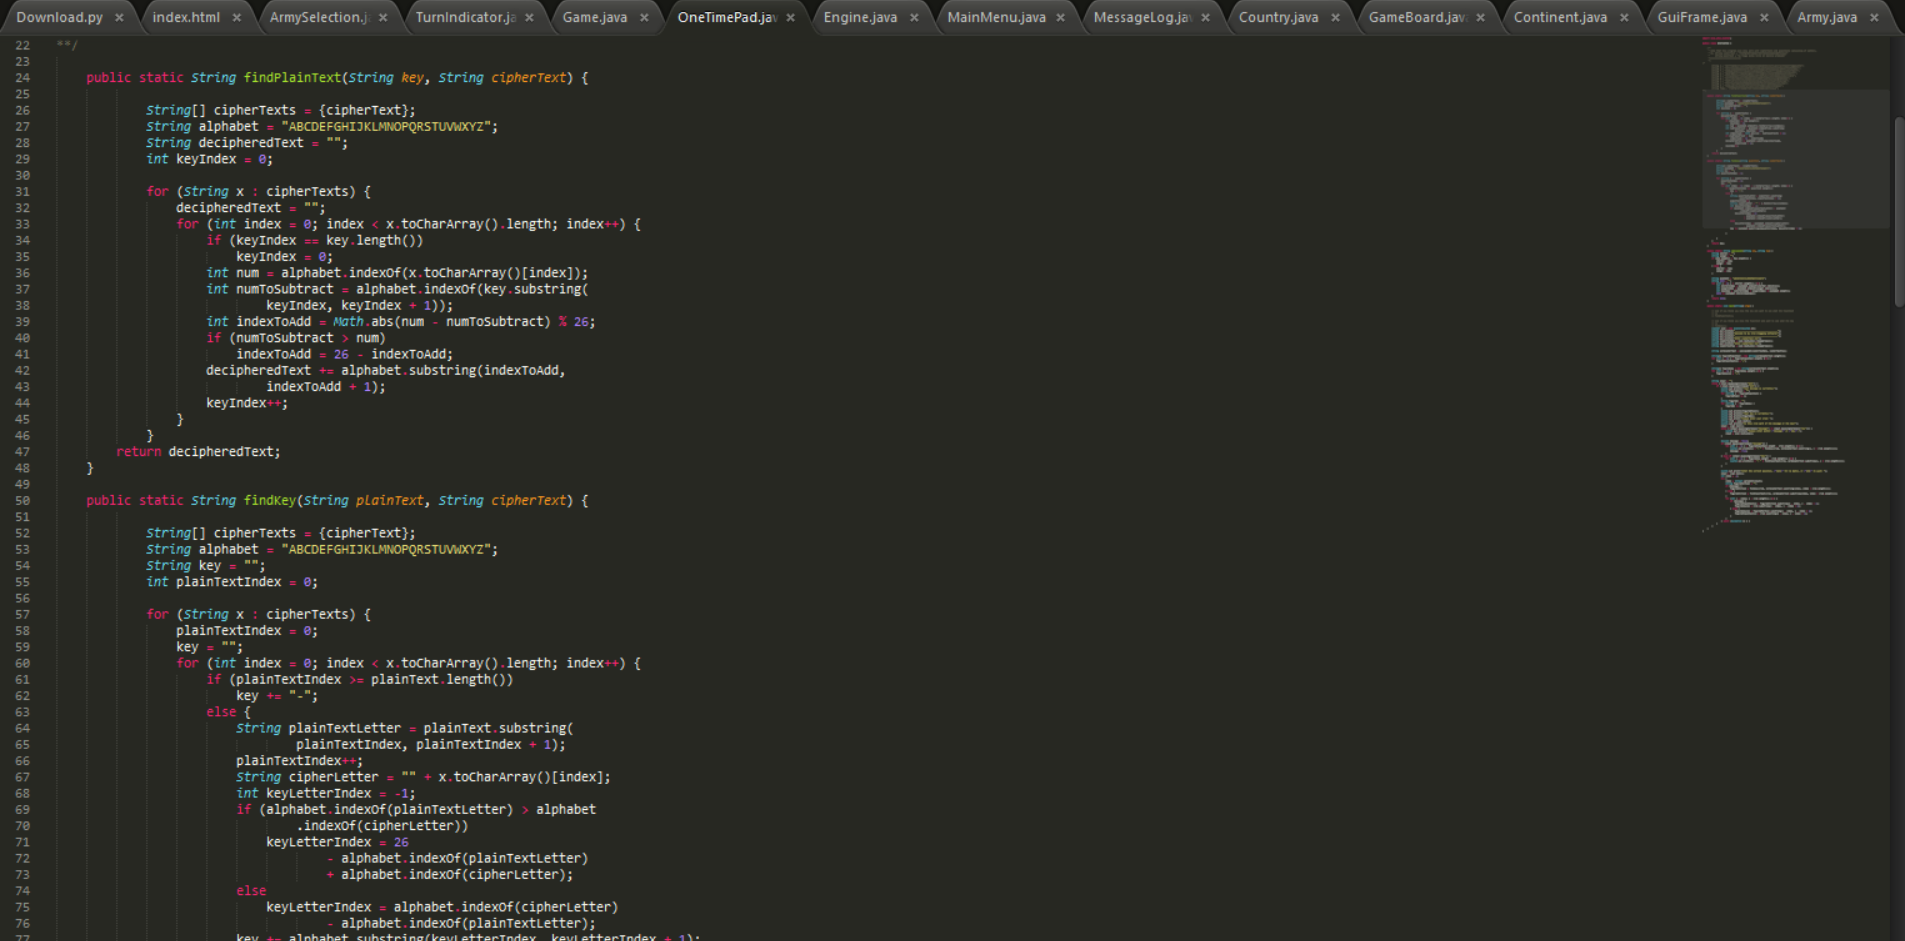 Download.py × index.html × ArmySelection.j × TurnIndicator.ja × Game.java × OneTimePad.jav × Engine.java × MainMenu.java × MessageLog.ja × Country.java × GameBoard.jav × Continent.java × GuiFrame.java × Army.java ×
22 **/
23
24 public static String findPlainText(String key, String cipherText) {
25
26 String[] cipherTexts = {cipherText};
27 String alphabet = "ABCDEFGHIJKLMNOPQRSTUVWXYZ";
28 String decipheredText = "";
29 int keyIndex = 0;
30
31 for (String x : cipherTexts) {
32 decipheredText = "";
33 for (int index = 0; index < x.toCharArray().length; index++) {
34 if (keyIndex == key.length())
35 keyIndex = 0;
36 int num = alphabet.indexOf(x.toCharArray()[index]);
37 int numToSubtract = alphabet.indexOf(key.substring(
38 keyIndex, keyIndex + 1));
39 int indexToAdd = Math.abs(num - numToSubtract) % 26;
40 if (numToSubtract > num)
41 indexToAdd = 26 - indexToAdd;
42 decipheredText += alphabet.substring(indexToAdd,
43 indexToAdd + 1);
44 keyIndex++;
45 }
46 }
47 return decipheredText;
48 }
49
50 public static String findKey(String plainText, String cipherText) {
51
52 String[] cipherTexts = {cipherText};
53 String alphabet = "ABCDEFGHIJKLMNOPQRSTUVWXYZ";
54 String key = "";
55 int plainTextIndex = 0;
56
57 for (String x : cipherTexts) {
58 plainTextIndex = 0;
59 key = "";
60 for (int index = 0; index < x.toCharArray().length; index++) {
61 if (plainTextIndex >= plainText.length())
62 key += "-";
63 else {
64 String plainTextLetter = plainText.substring(
65 plainTextIndex, plainTextIndex + 1);
66 plainTextIndex++;
67 String cipherLetter = "" + x.toCharArray()[index];
68 int keyLetterIndex = -1;
69 if (alphabet.indexOf(plainTextLetter) > alphabet
70 .indexOf(cipherLetter))
71 keyLetterIndex = 26
72 - alphabet.indexOf(plainTextLetter)
73 + alphabet.indexOf(cipherLetter);
74 else
75 keyLetterIndex = alphabet.indexOf(cipherLetter)
76 - alphabet.indexOf(plainTextLetter);
77 key += alphabet.substring(keyLetterIndex, keyLetterIndex + 1);